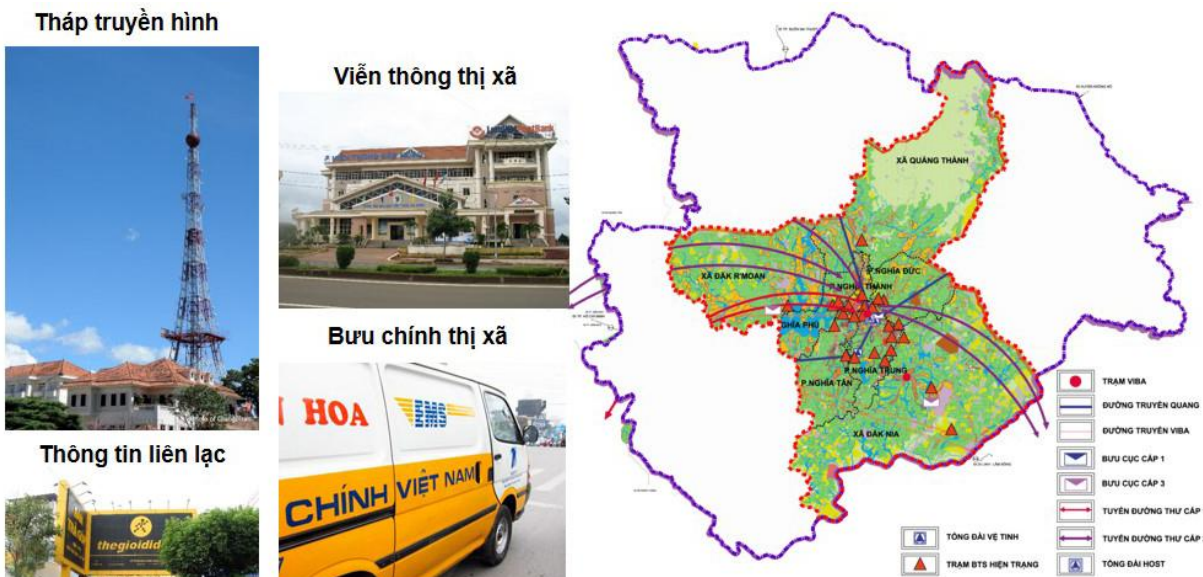 Tháp truyền hình
Viễn thông thị xã
Bưu chính thị xã
HOA
EMS
CHÍNH VIỆT NAM
Thông tin liên lạc
thegioidid
XÃ QUẢNG THÀNH
XÃ ĐĂK R'MOAN
P.NGHĨA ĐỨC
P.NGHĨA THÀNH
GHĨA PHÚ
P.NGHĨA TRUNG
P.NGHĨA TÂN
XÃ ĐĂK NIA
TRẠM VIBA
ĐƯỜNG TRUYỀN QUANG
ĐƯỜNG TRUYỀN VIBA
BƯU CỤC CẤP 1
BƯU CỤC CẤP 3
TUYẾN ĐƯỜNG THƯ CẤP
TUYẾN ĐƯỜNG THƯ CẤP
TỔNG ĐÀI VỆ TINH
TỔNG ĐÀI HOST
TRẠM BTS HIỆN TRẠNG